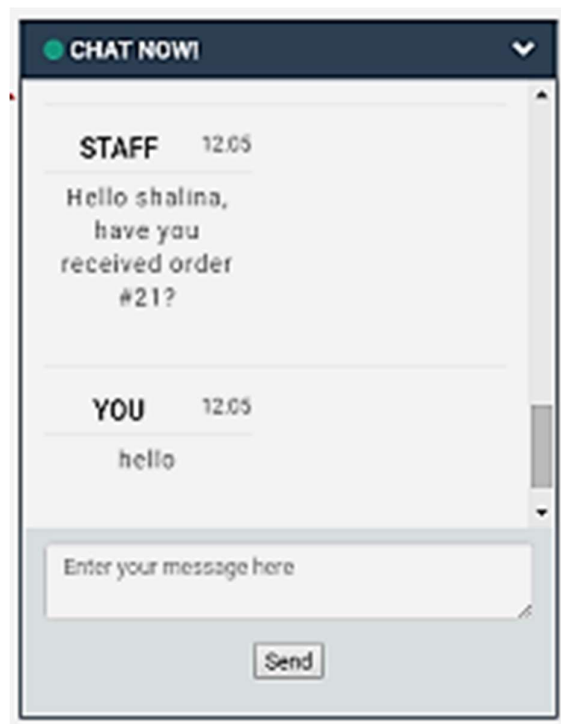 CHAT NOW!
STAFF 12:05
Hello shalina,
have you
received order
#21?
YOU 12:05
hello
Enter your message here
Send